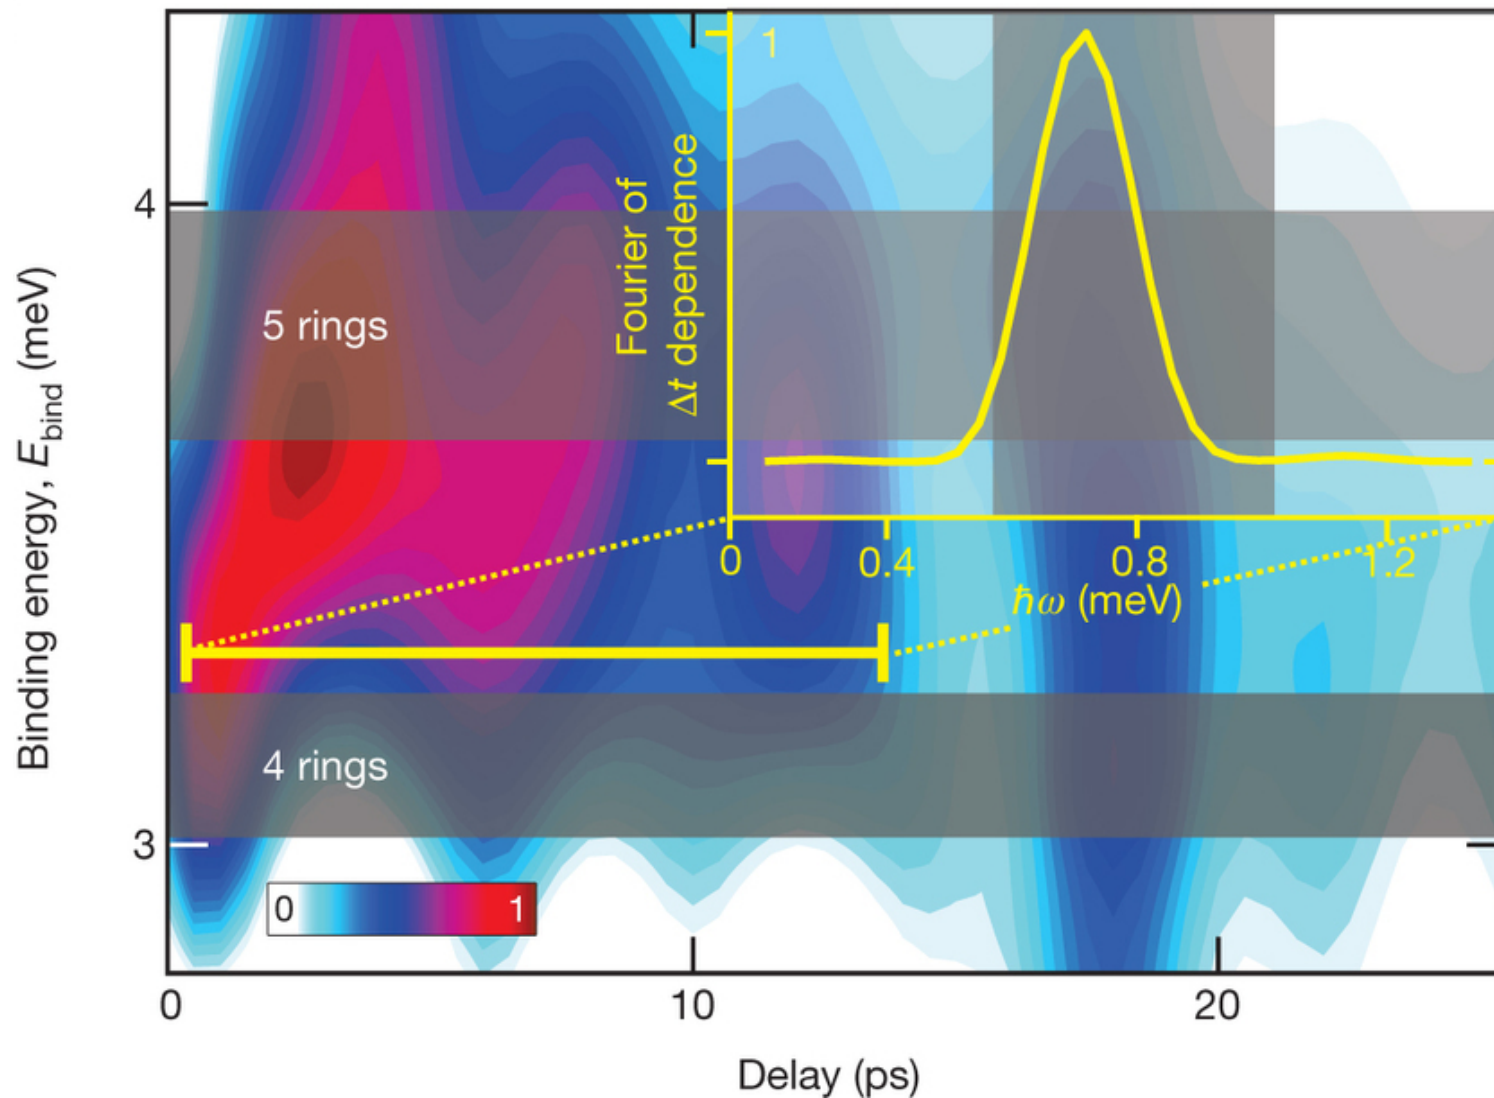 Binding energy, E_bind (meV)
4
3
5 rings
4 rings
0 1
0 10 20
Delay (ps)
Fourier of
Δt dependence
1
0 0.4 0.8 1.2
ħω (meV)